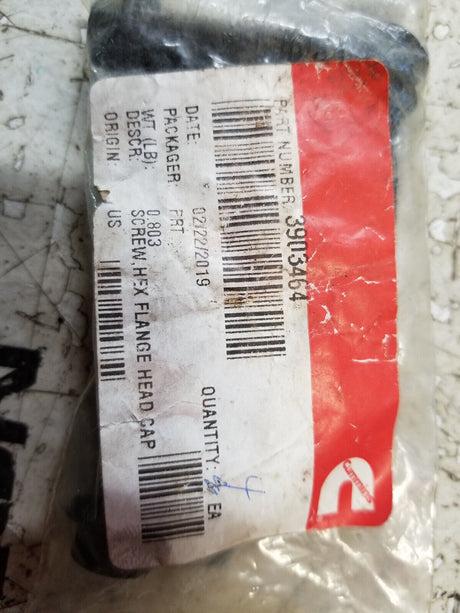 PART NUMBER: 3903464
QUANTITY: 4 EA
DATE: 02/22/2019
PACKAGER: PRT
WT (LB): 0.803
DESCR: SCREW,HEX FLANGE HEAD CAP
ORIGIN: US